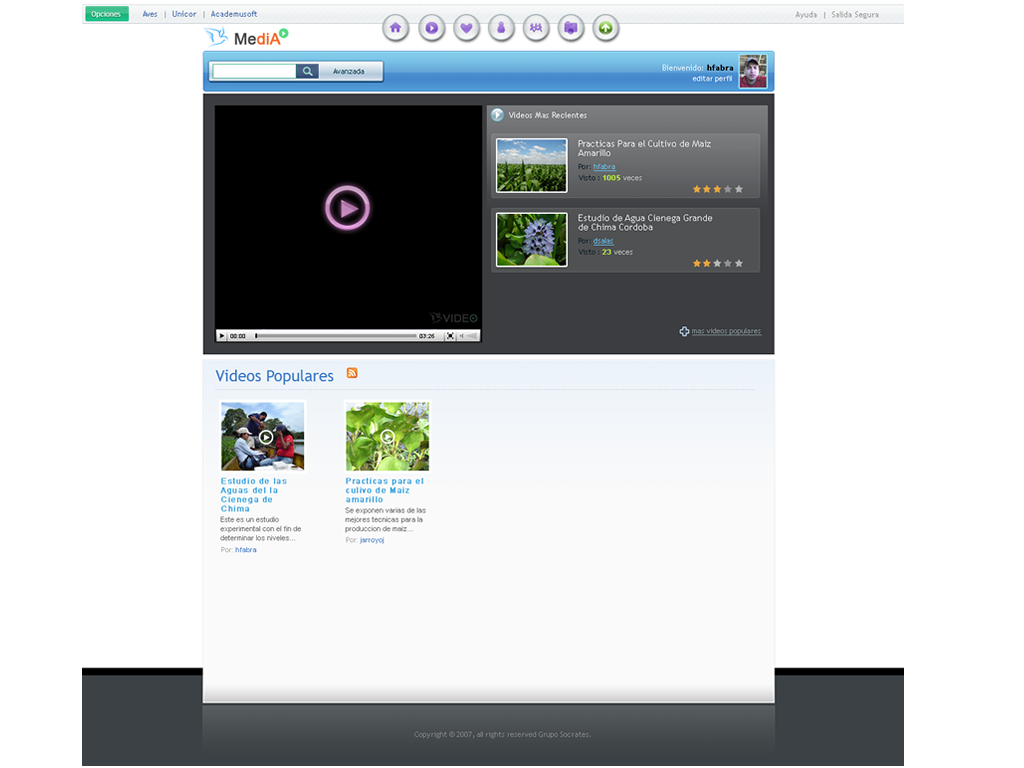 Opciones Aves | Unicor | Academusoft Ayuda | Salida Segura
MediA
Avanzada
Bienvenido: hfabra
editar perfil
Videos Mas Recientes
Practicas Para el Cultivo de Maiz
Amarillo
Por: hfabra
Visto : 1005 veces
Estudio de Agua Cienega Grande
de Chima Cordoba
Por: dsalas
Visto : 23 veces
VIDEO
00:00 03:26
mas videos populares
Videos Populares
Estudio de las
Aguas del la
Cienega de
Chima
Este es un estudio
experimental con el fin de
determinar los niveles...
Por: hfabra
Practicas para el
culivo de Maiz
amarillo
Se exponen varias de las
mejores tecnicas para la
produccion de maiz...
Por: jarroyoj
Copyright © 2007, all rights reserved Grupo Socrates.